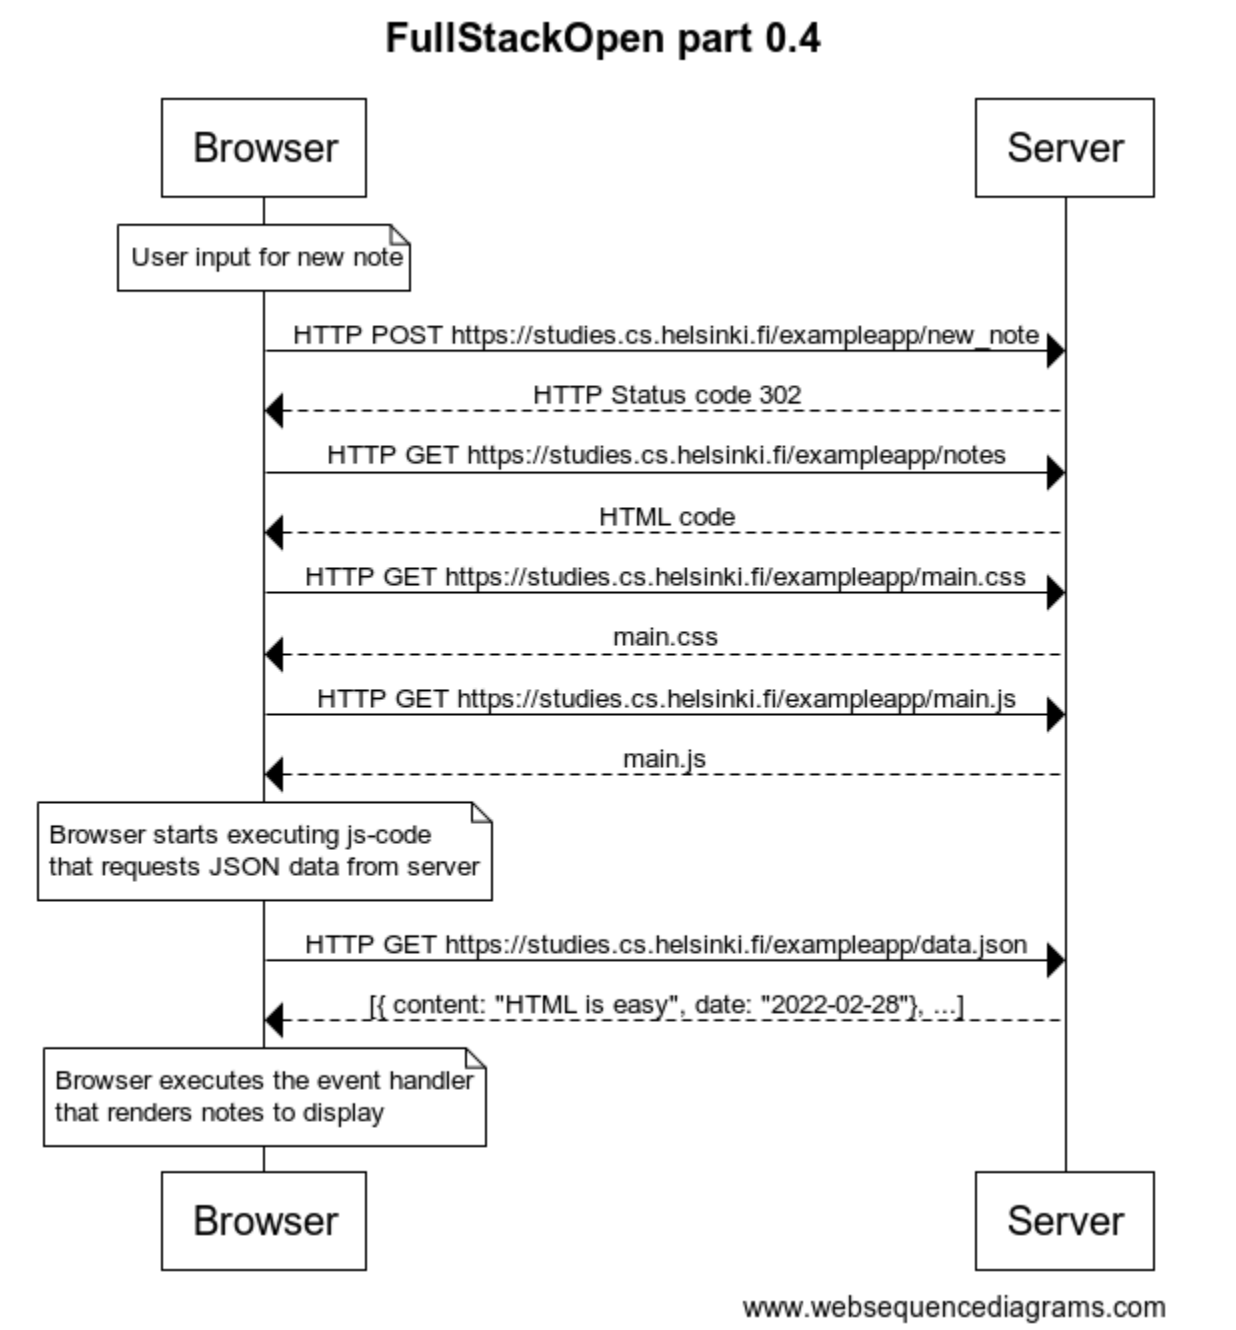 FullStackOpen part 0.4
Browser
Server
User input for new note
HTTP POST https://studies.cs.helsinki.fi/exampleapp/new_note
HTTP Status code 302
HTTP GET https://studies.cs.helsinki.fi/exampleapp/notes
HTML code
HTTP GET https://studies.cs.helsinki.fi/exampleapp/main.css
main.css
HTTP GET https://studies.cs.helsinki.fi/exampleapp/main.js
main.js
Browser starts executing js-code
that requests JSON data from server
HTTP GET https://studies.cs.helsinki.fi/exampleapp/data.json
[{ content: "HTML is easy", date: "2022-02-28"}, ...]
Browser executes the event handler
that renders notes to display
Browser
Server
www.websequencediagrams.com